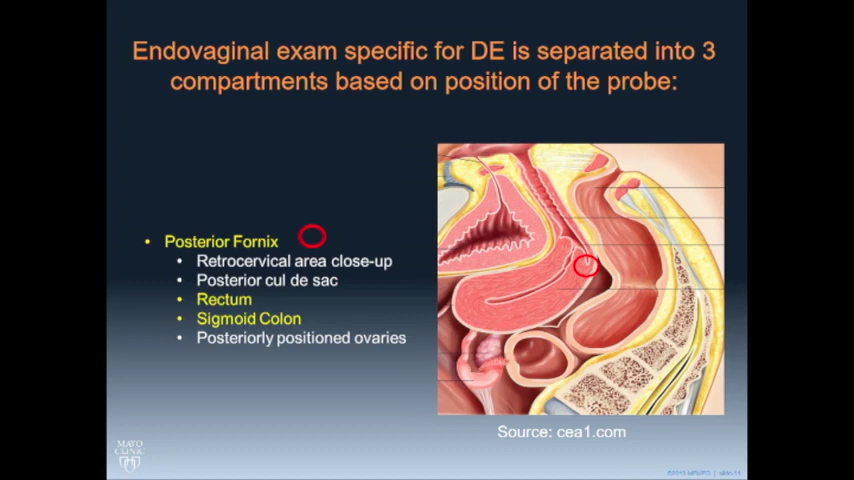 Endovaginal exam specific for DE is separated into 3
compartments based on position of the probe:
• Posterior Fornix
• Retrocervical area close-up
• Posterior cul de sac
• Rectum
• Sigmoid Colon
• Posteriorly positioned ovaries
Source: cea1.com
MAYO
CLINIC